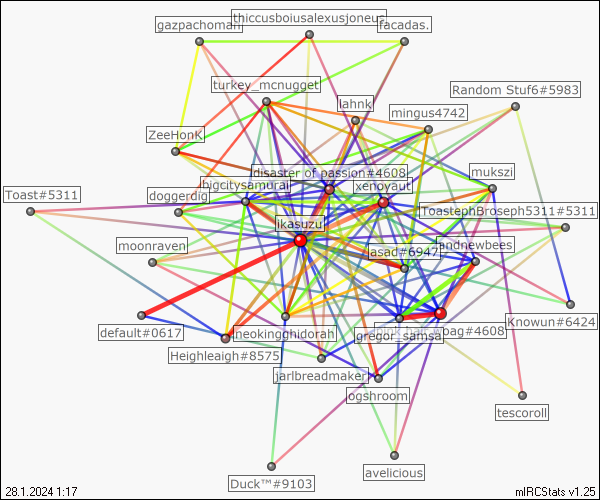 thiccusboiusalexusjoneus
gazpachoman
facadas.
turkey_mcnugget
Random Stuf6#5983
lahnk
mingus4742
ZeeHonK
disaster of passion#4608
mukszi
bigcitysamurai
xenoyaut
Toast#5311
doggerdig
ToastephBroseph5311#5311
ikasuzu
moonraven
asad#6947
andnewbees
default#0617
neokingghidorah
bag#4608
Knowun#6424
gregor_samsa
Heighleaigh#8575
jarlbreadmaker
ogshroom
tescoroll
avelicious
Duck™#9103
28.1.2024 1:17
mIRCStats v1.25